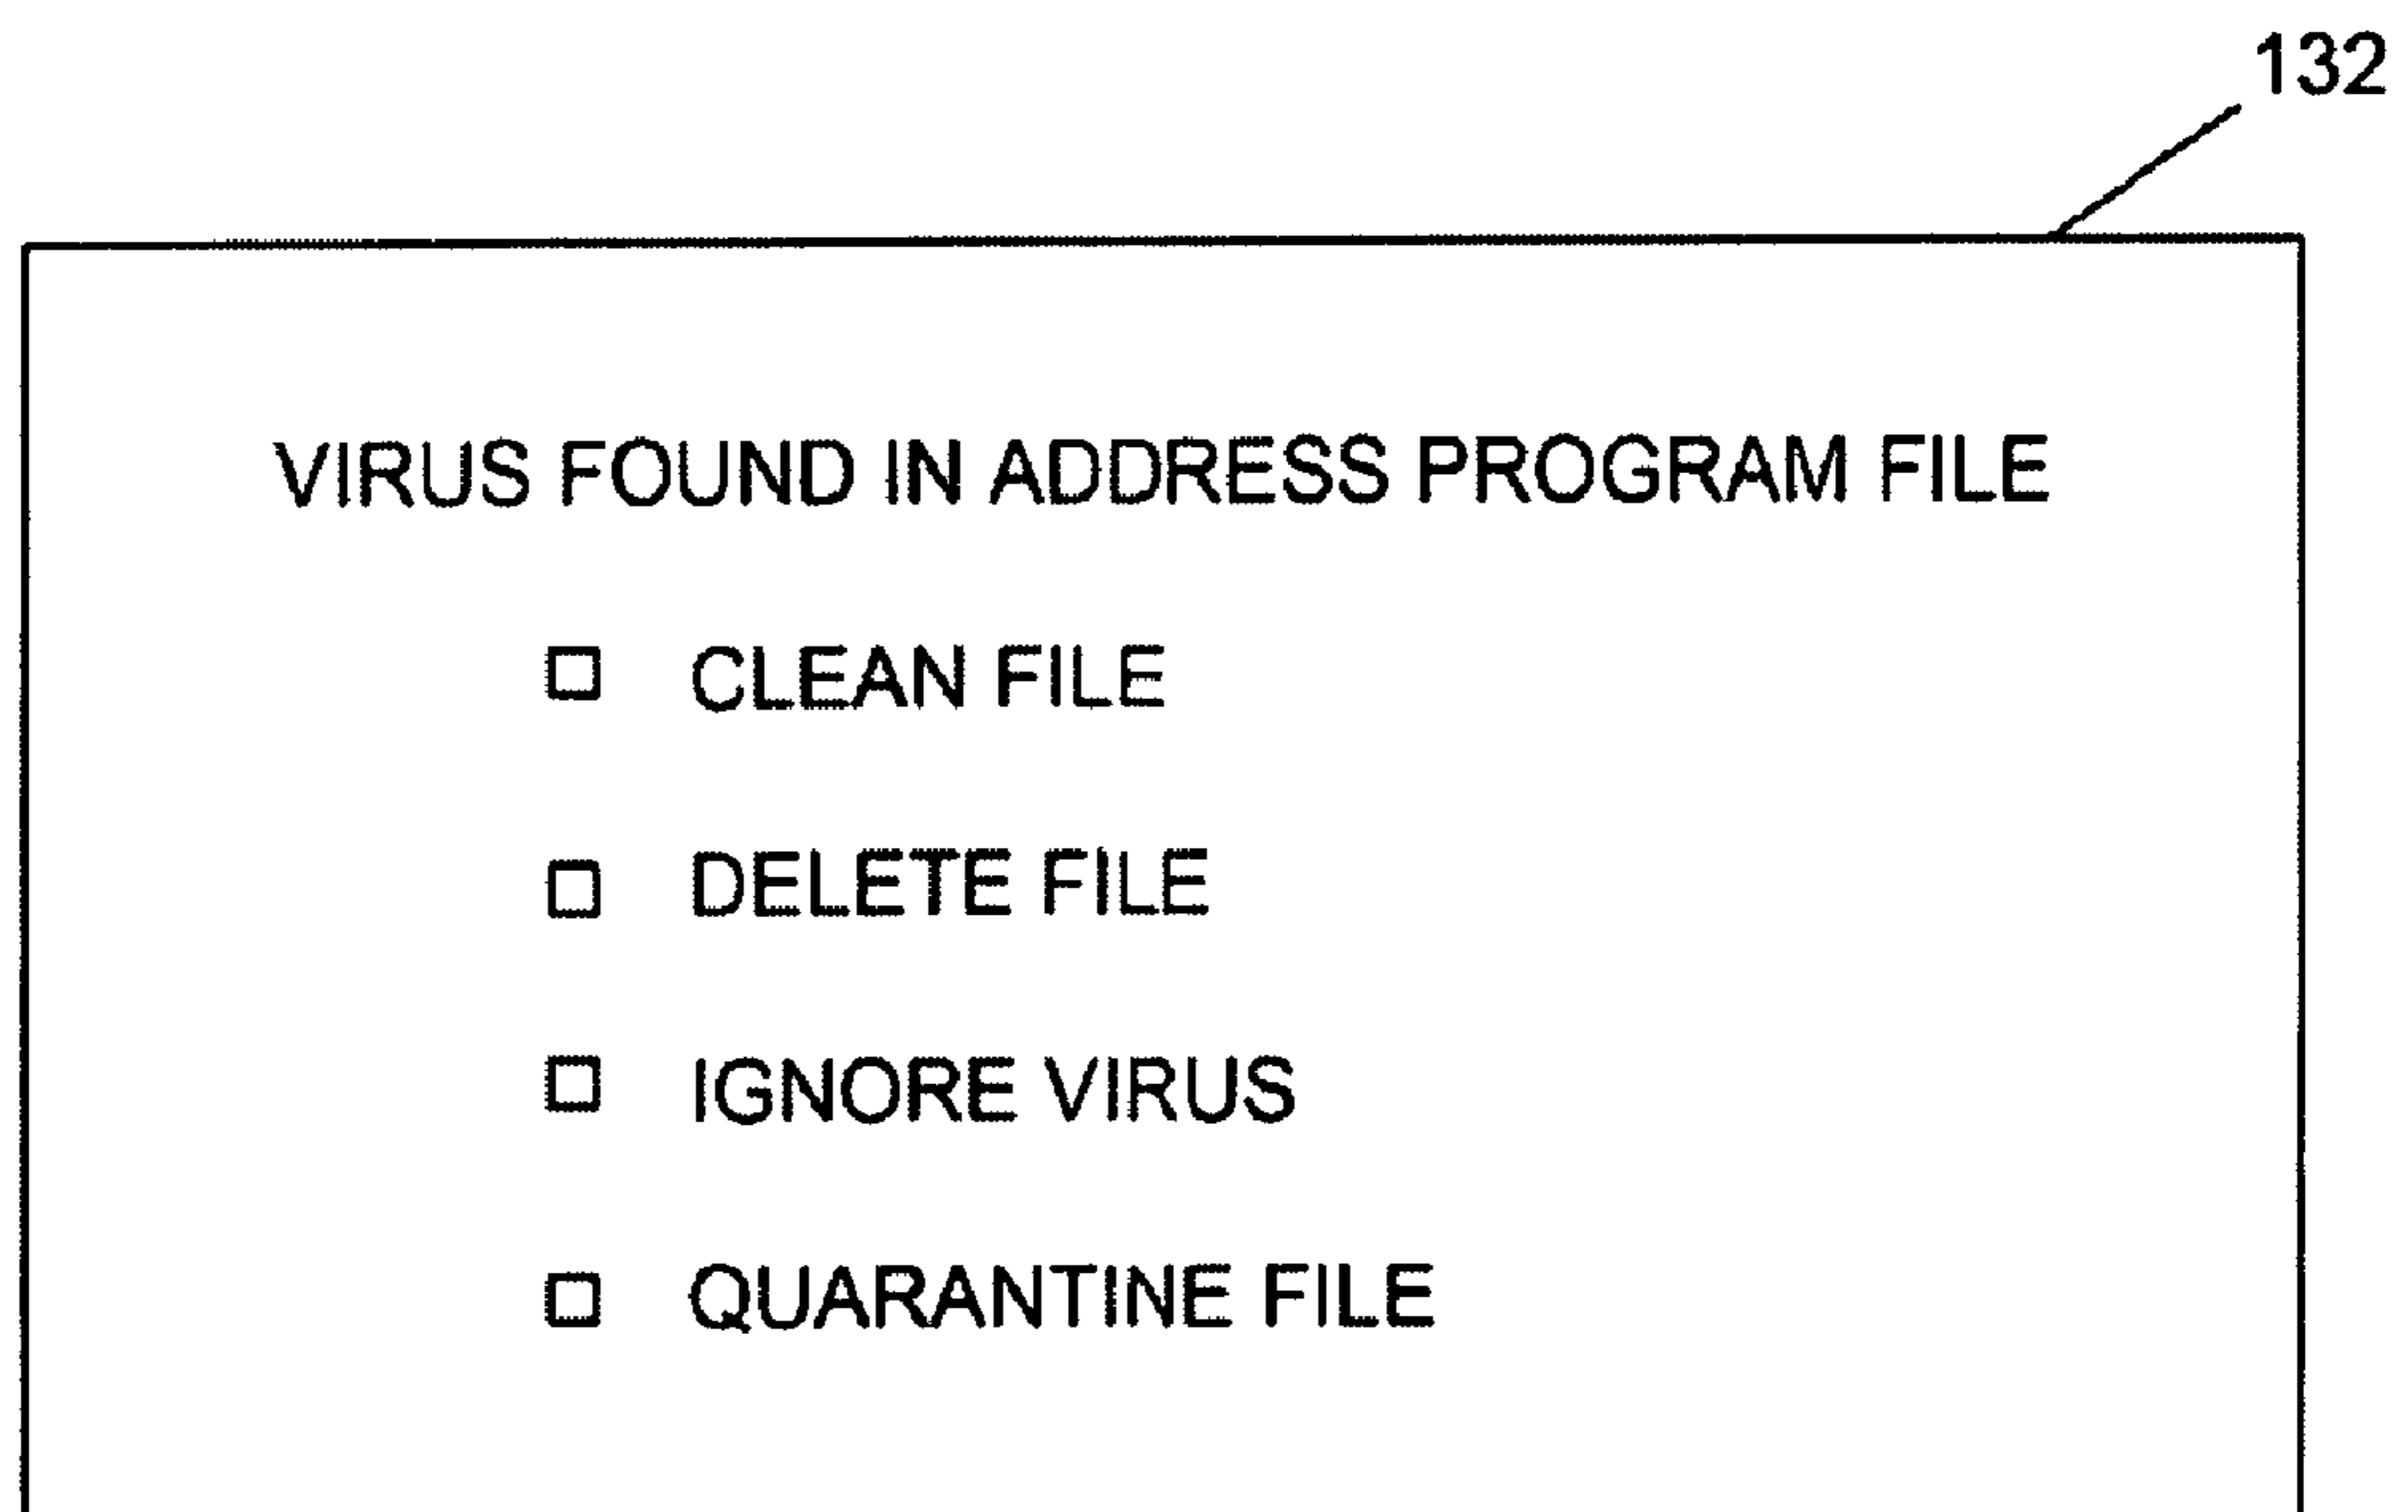 132
VIRUS FOUND IN ADDRESS PROGRAM FILE
CLEAN FILE
DELETE FILE
IGNORE VIRUS
QUARANTINE FILE